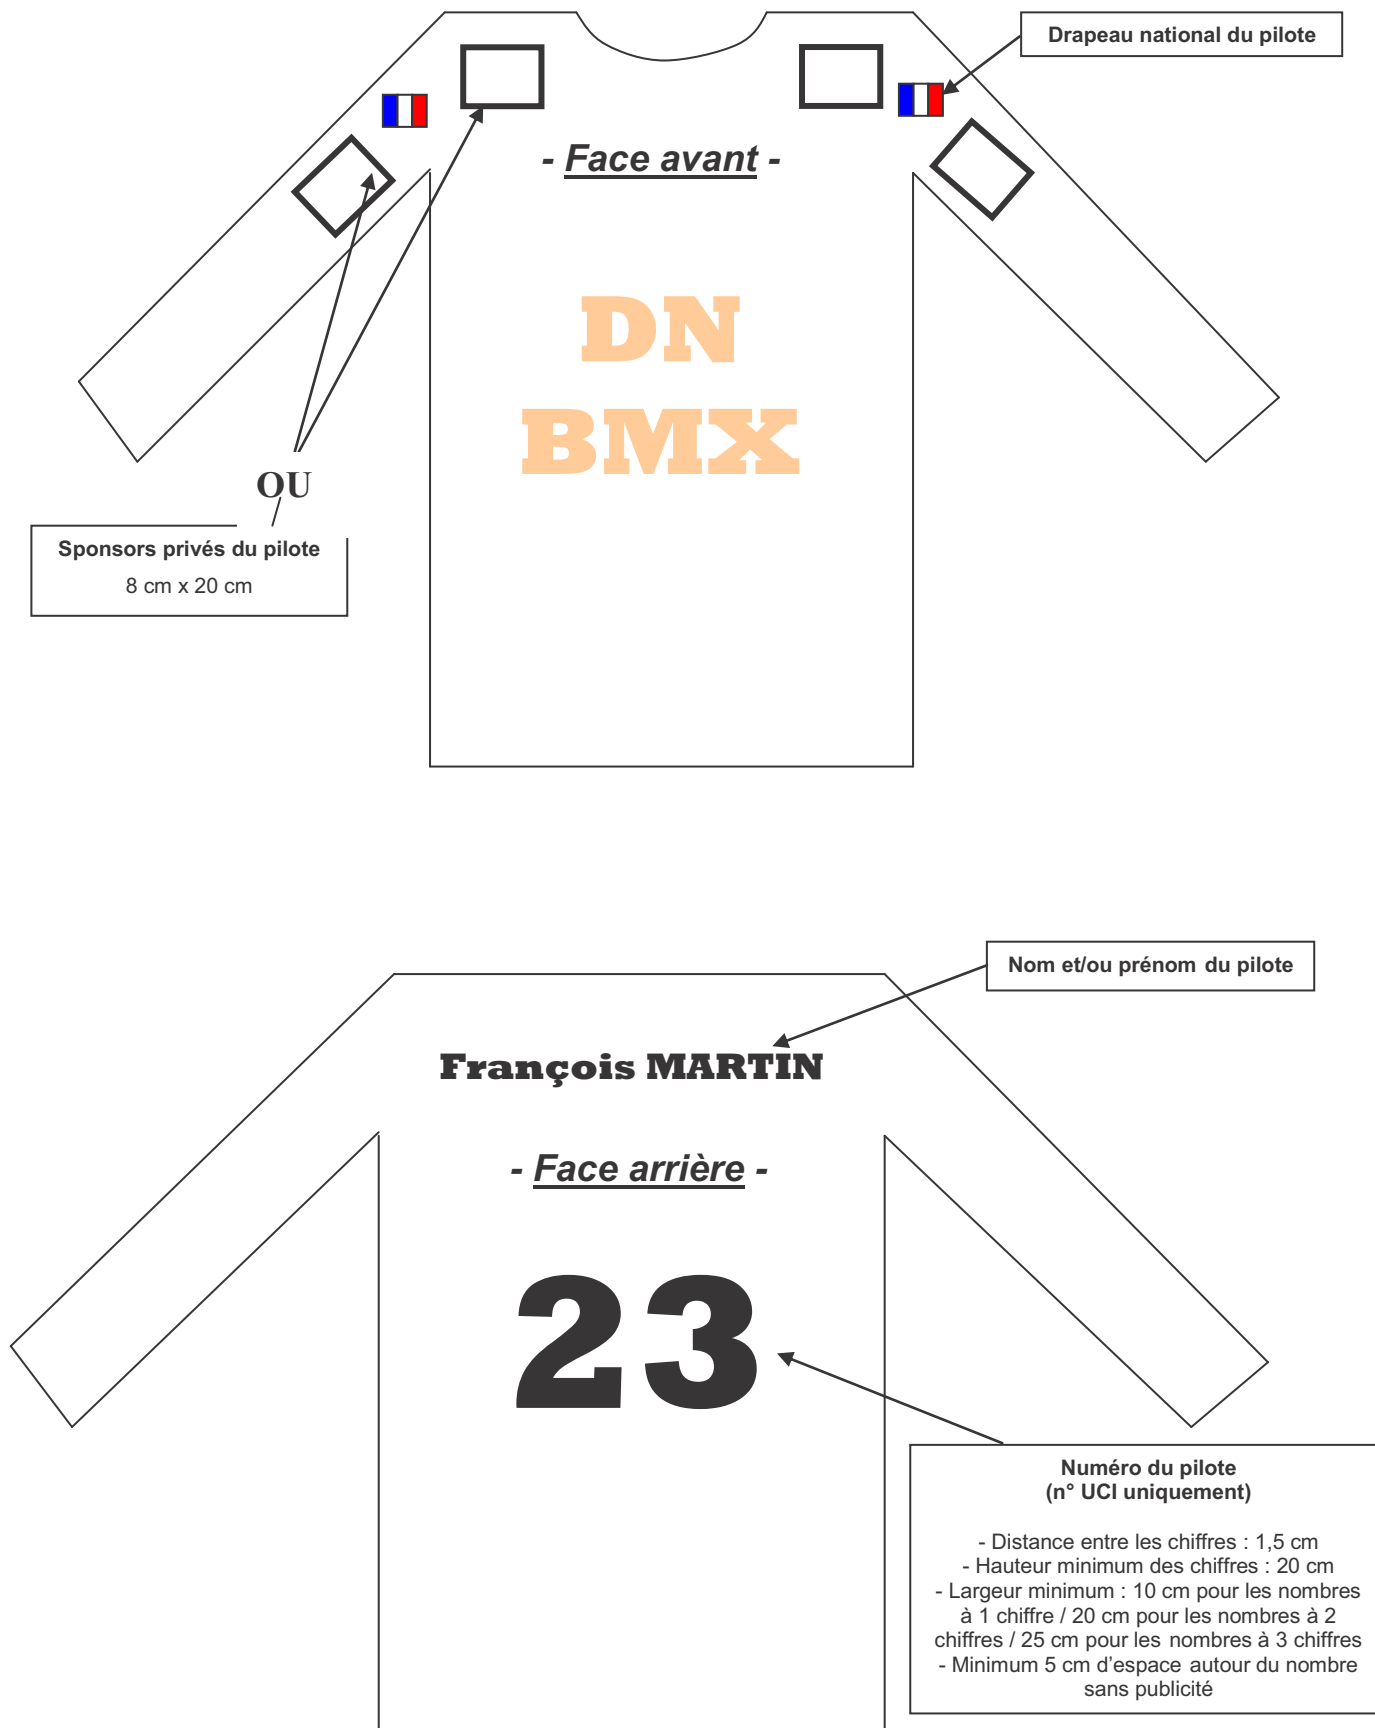 Drapeau national du pilote
- Face avant -
DN
BMX
OU
Sponsors privés du pilote
8 cm x 20 cm
Nom et/ou prénom du pilote
François MARTIN
- Face arrière -
23
Numéro du pilote
(n° UCI uniquement)
- Distance entre les chiffres : 1,5 cm
- Hauteur minimum des chiffres : 20 cm
- Largeur minimum : 10 cm pour les nombres
à 1 chiffre / 20 cm pour les nombres à 2
chiffres / 25 cm pour les nombres à 3 chiffres
- Minimum 5 cm d’espace autour du nombre
sans publicité